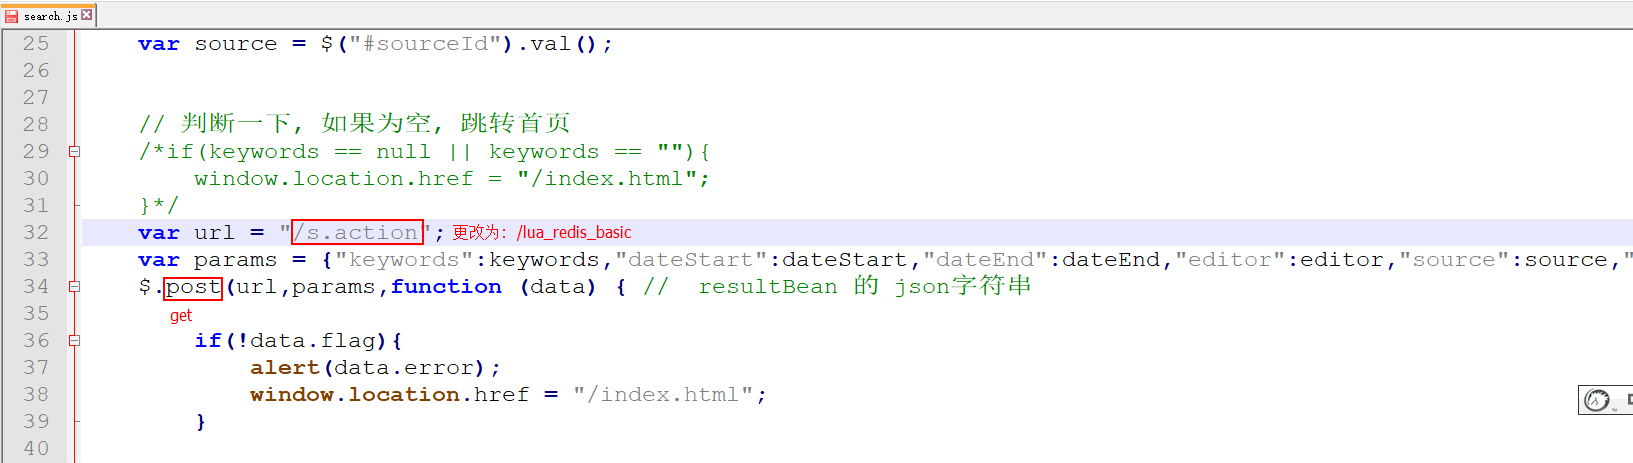 search.js
25 var source = $("#sourceId").val();
26
27
28 // 判断一下, 如果为空, 跳转首页
29 /*if(keywords == null || keywords == ""){
30 window.location.href = "/index.html";
31 }*/
32 var url = "/s.action"; 更改为: /lua_redis_basic
33 var params = {"keywords":keywords,"dateStart":dateStart,"dateEnd":dateEnd,"editor":editor,"source":source,"
34 $.post(url,params,function (data) { // resultBean 的 json字符串
35 get
36 if(!data.flag){
37 alert(data.error);
38 window.location.href = "/index.html";
39 }
40